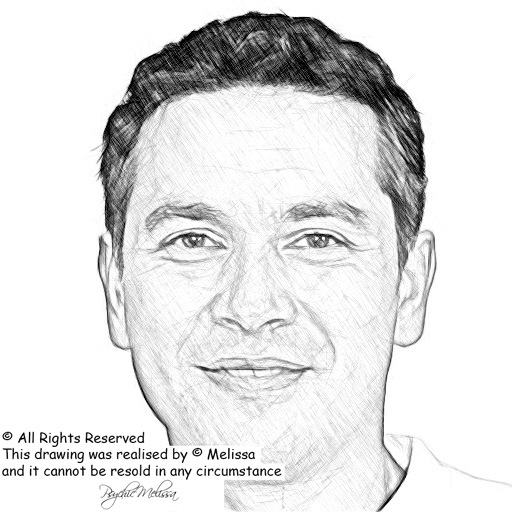 © All Rights Reserved
This drawing was realised by © Melissa
and it cannot be resold in any circumstance
Psychic Melissa